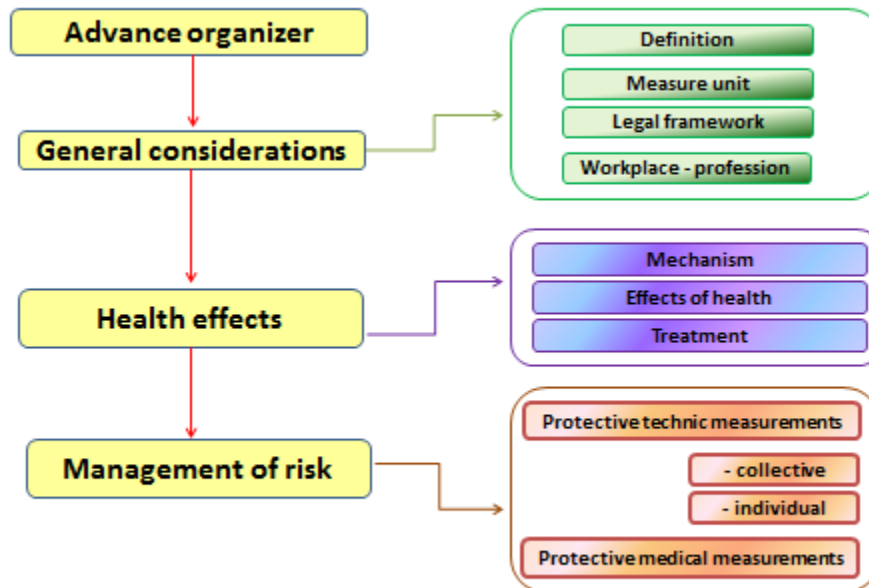 Advance organizer
General considerations
Definition
Measure unit
Legal framework
Workplace - profession
Health effects
Mechanism
Effects of health
Treatment
Management of risk
Protective technic measurements
- collective
- individual
Protective medical measurements